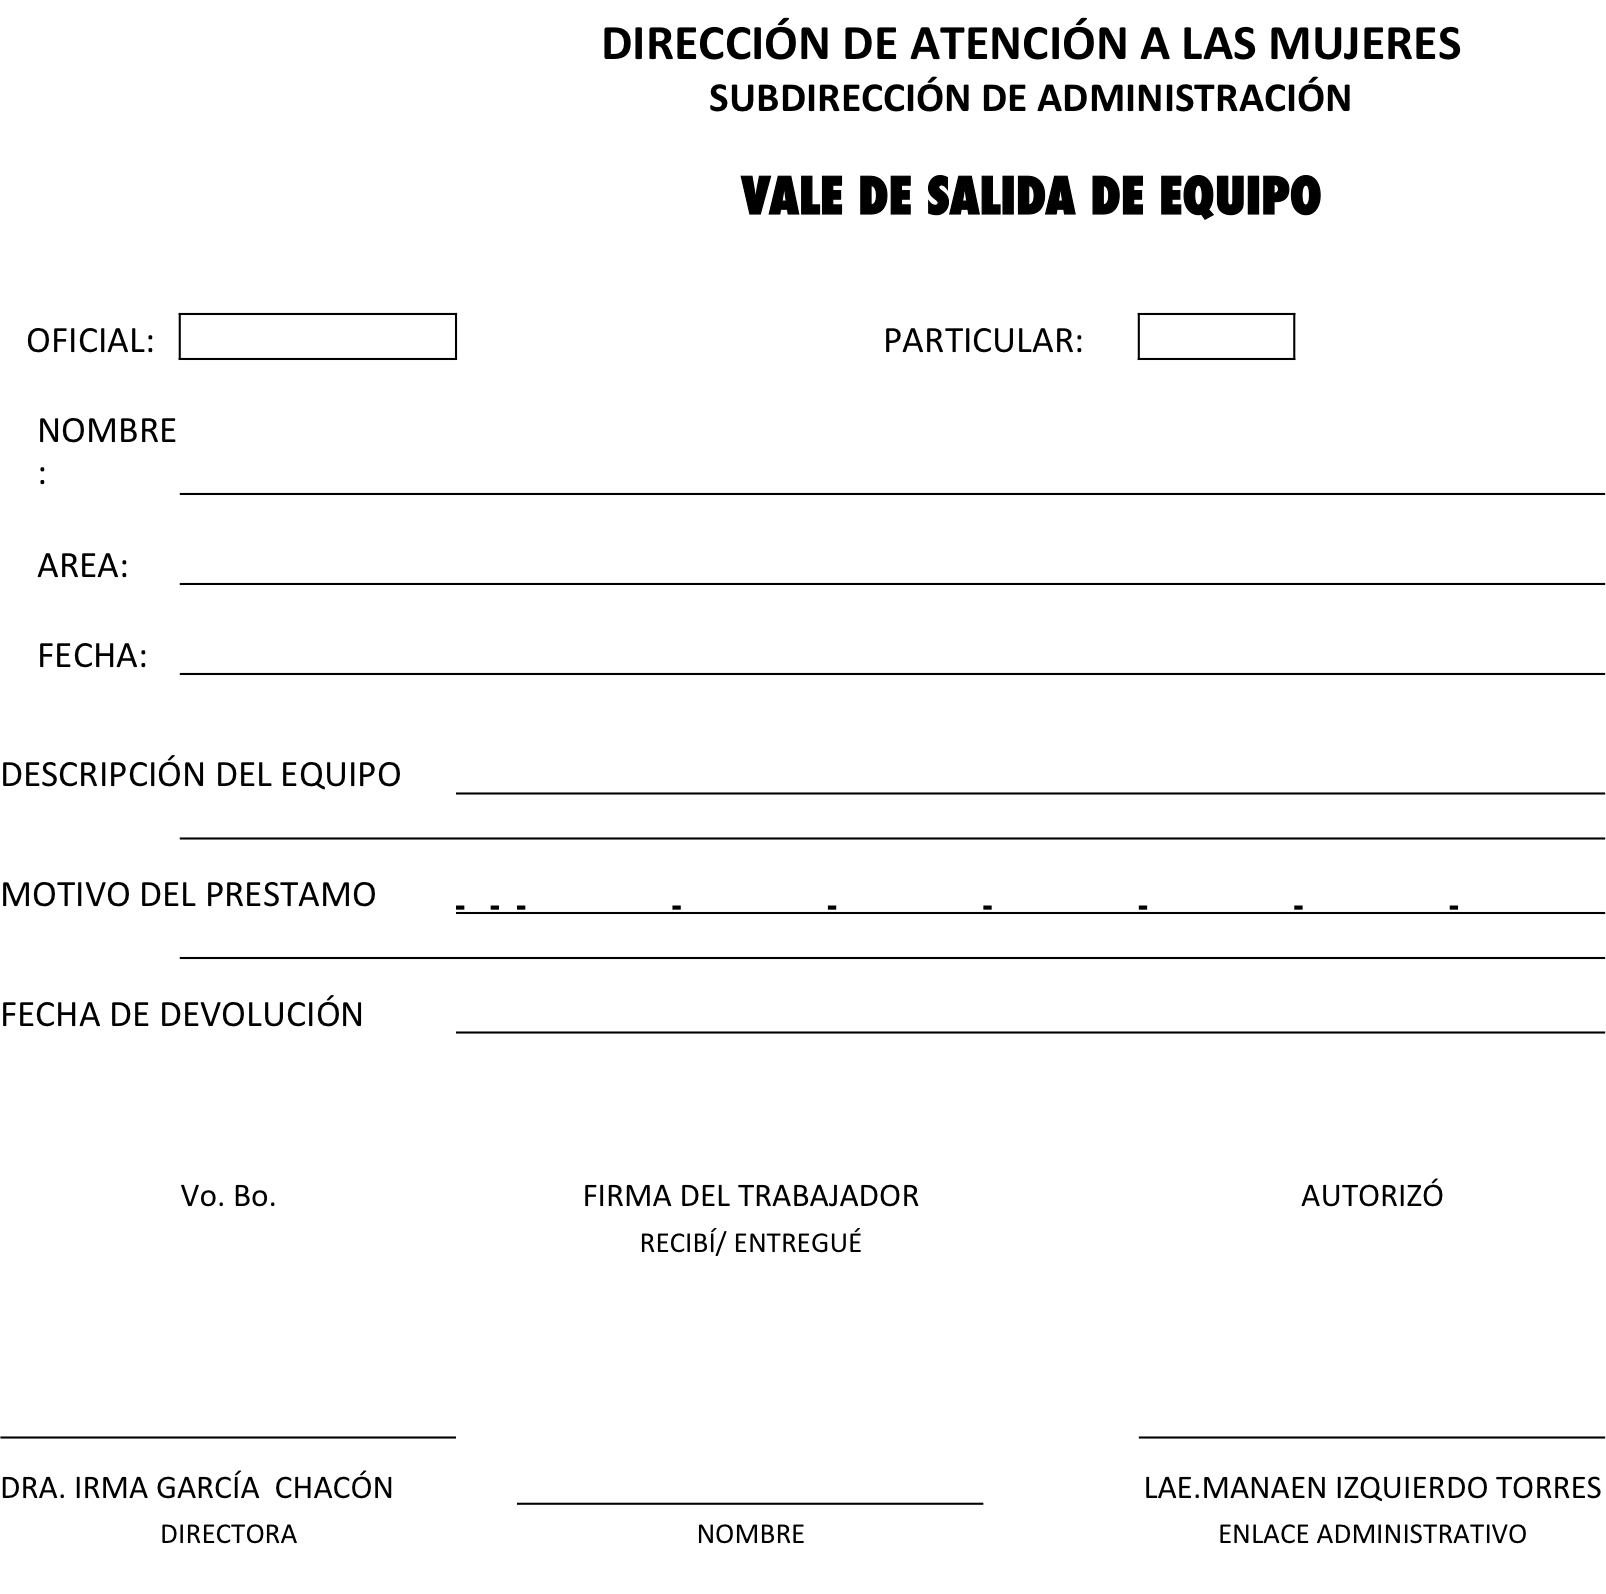 DIRECCIÓN DE ATENCIÓN A LAS MUJERES
SUBDIRECCIÓN DE ADMINISTRACIÓN
VALE DE SALIDA DE EQUIPO
OFICIAL: PARTICULAR:
NOMBRE
:
AREA:
FECHA:
DESCRIPCIÓN DEL EQUIPO
MOTIVO DEL PRESTAMO - - - - - - - - -
FECHA DE DEVOLUCIÓN
Vo. Bo. FIRMA DEL TRABAJADOR AUTORIZÓ
RECIBÍ/ ENTREGUÉ
DRA. IRMA GARCÍA  CHACÓN LAE.MANAEN IZQUIERDO TORRES
DIRECTORA NOMBRE ENLACE ADMINISTRATIVO